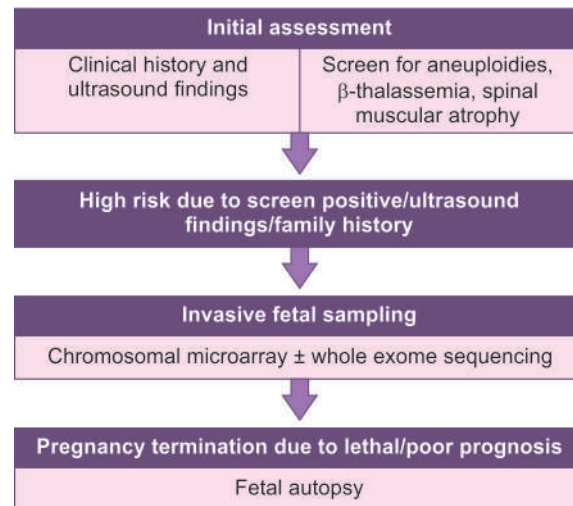 Initial assessment
Clinical history and
ultrasound findings
Screen for aneuploidies,
β-thalassemia, spinal
muscular atrophy
High risk due to screen positive/ultrasound
findings/family history
Invasive fetal sampling
Chromosomal microarray ± whole exome sequencing
Pregnancy termination due to lethal/poor prognosis
Fetal autopsy